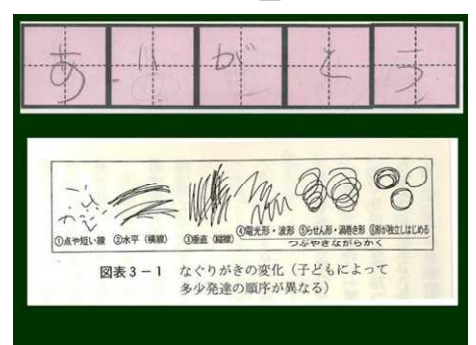 ありがとう
①点や短い線 ②水平(横線) ③垂直(縦線) ④電光形・波形 ⑤らせん形・渦巻き形 ⑥形が独立しはじめる
つぶやきながらかく
図表3-1 なぐりがきの変化(子どもによって
多少発達の順序が異なる)